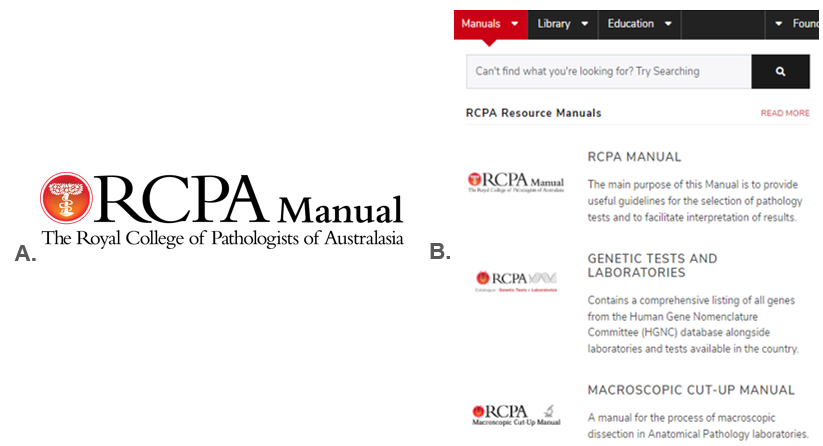 RCPA Manual
The Royal College of Pathologists of Australasia
A.
Manuals Library Education Foun
Can't find what you're looking for? Try Searching
RCPA Resource Manuals READ MORE
RCPA Manual
The Royal College of Pathologists of Australasia
RCPA MANUAL
The main purpose of this Manual is to provide
useful guidelines for the selection of pathology
tests and to facilitate interpretation of results.
B.
RCPA
Catalogue - Genetic Tests + Laboratories
GENETIC TESTS AND
LABORATORIES
Contains a comprehensive listing of all genes
from the Human Gene Nomenclature
Committee (HGNC) database alongside
laboratories and tests available in the country.
RCPA
Macroscopic Cut-Up Manual
MACROSCOPIC CUT-UP MANUAL
A manual for the process of macroscopic
dissection in Anatomical Pathology laboratories.